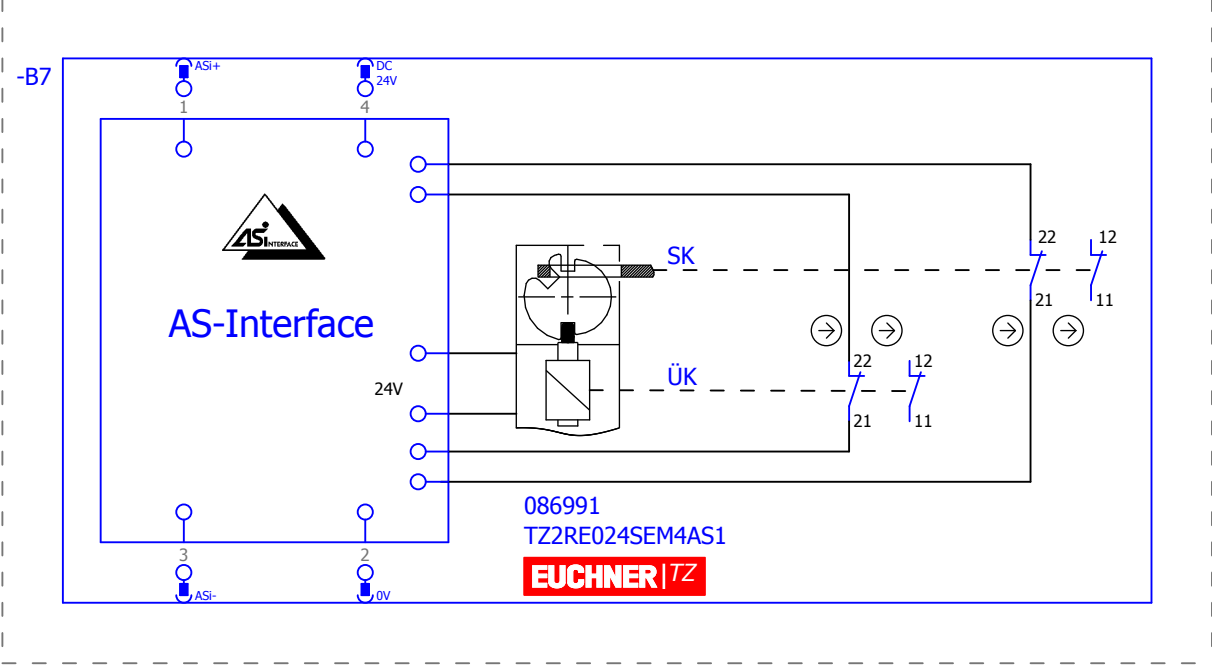 -B7
ASi+
DC
24V
1
4
ASi INTERFACE
AS-Interface
24V
SK
22
12
21
11
ÜK
22
12
21
11
086991
TZ2RE024SEM4AS1
EUCHNER|TZ
3
2
ASi-
0V